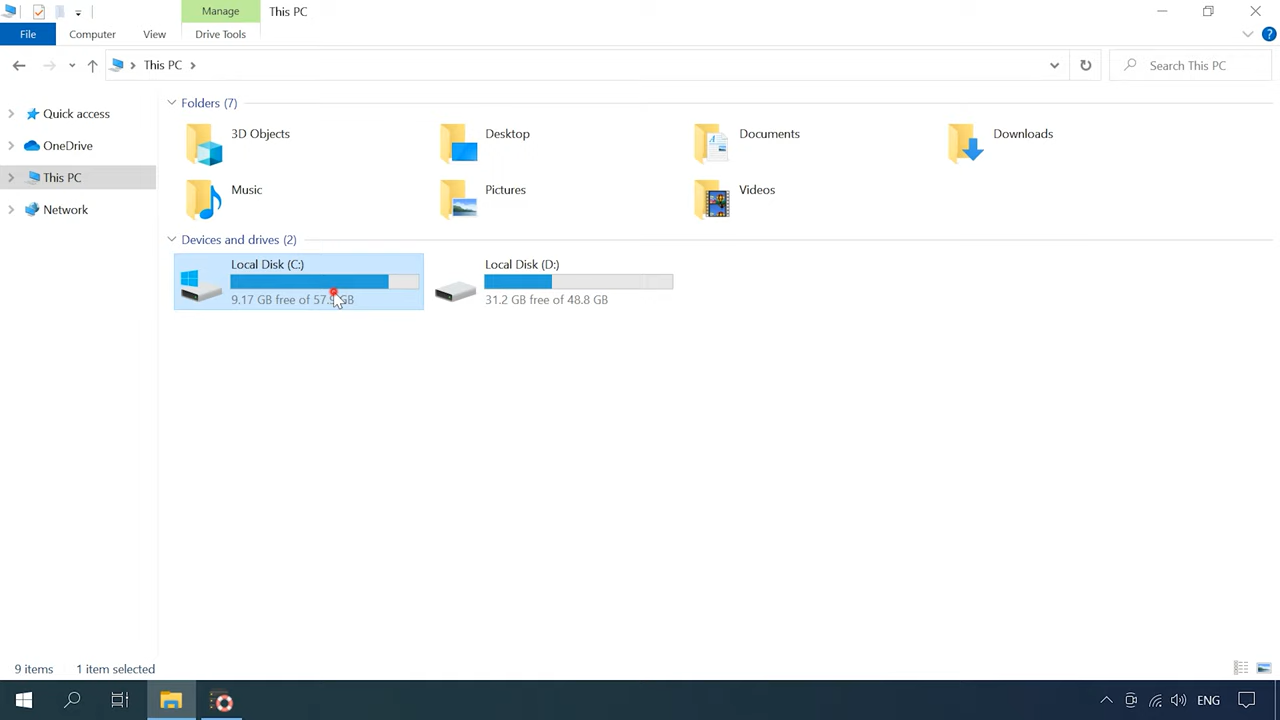 Manage
This PC
File
Computer
View
Drive Tools
This PC
Search This PC
Quick access
OneDrive
This PC
Network
Folders (7)
3D Objects
Desktop
Documents
Downloads
Music
Pictures
Videos
Devices and drives (2)
Local Disk (C:)
9.17 GB free of GB
Local Disk (D:)
31.2 GB free of 48.8 GB
9 items
1 item selected
ENG